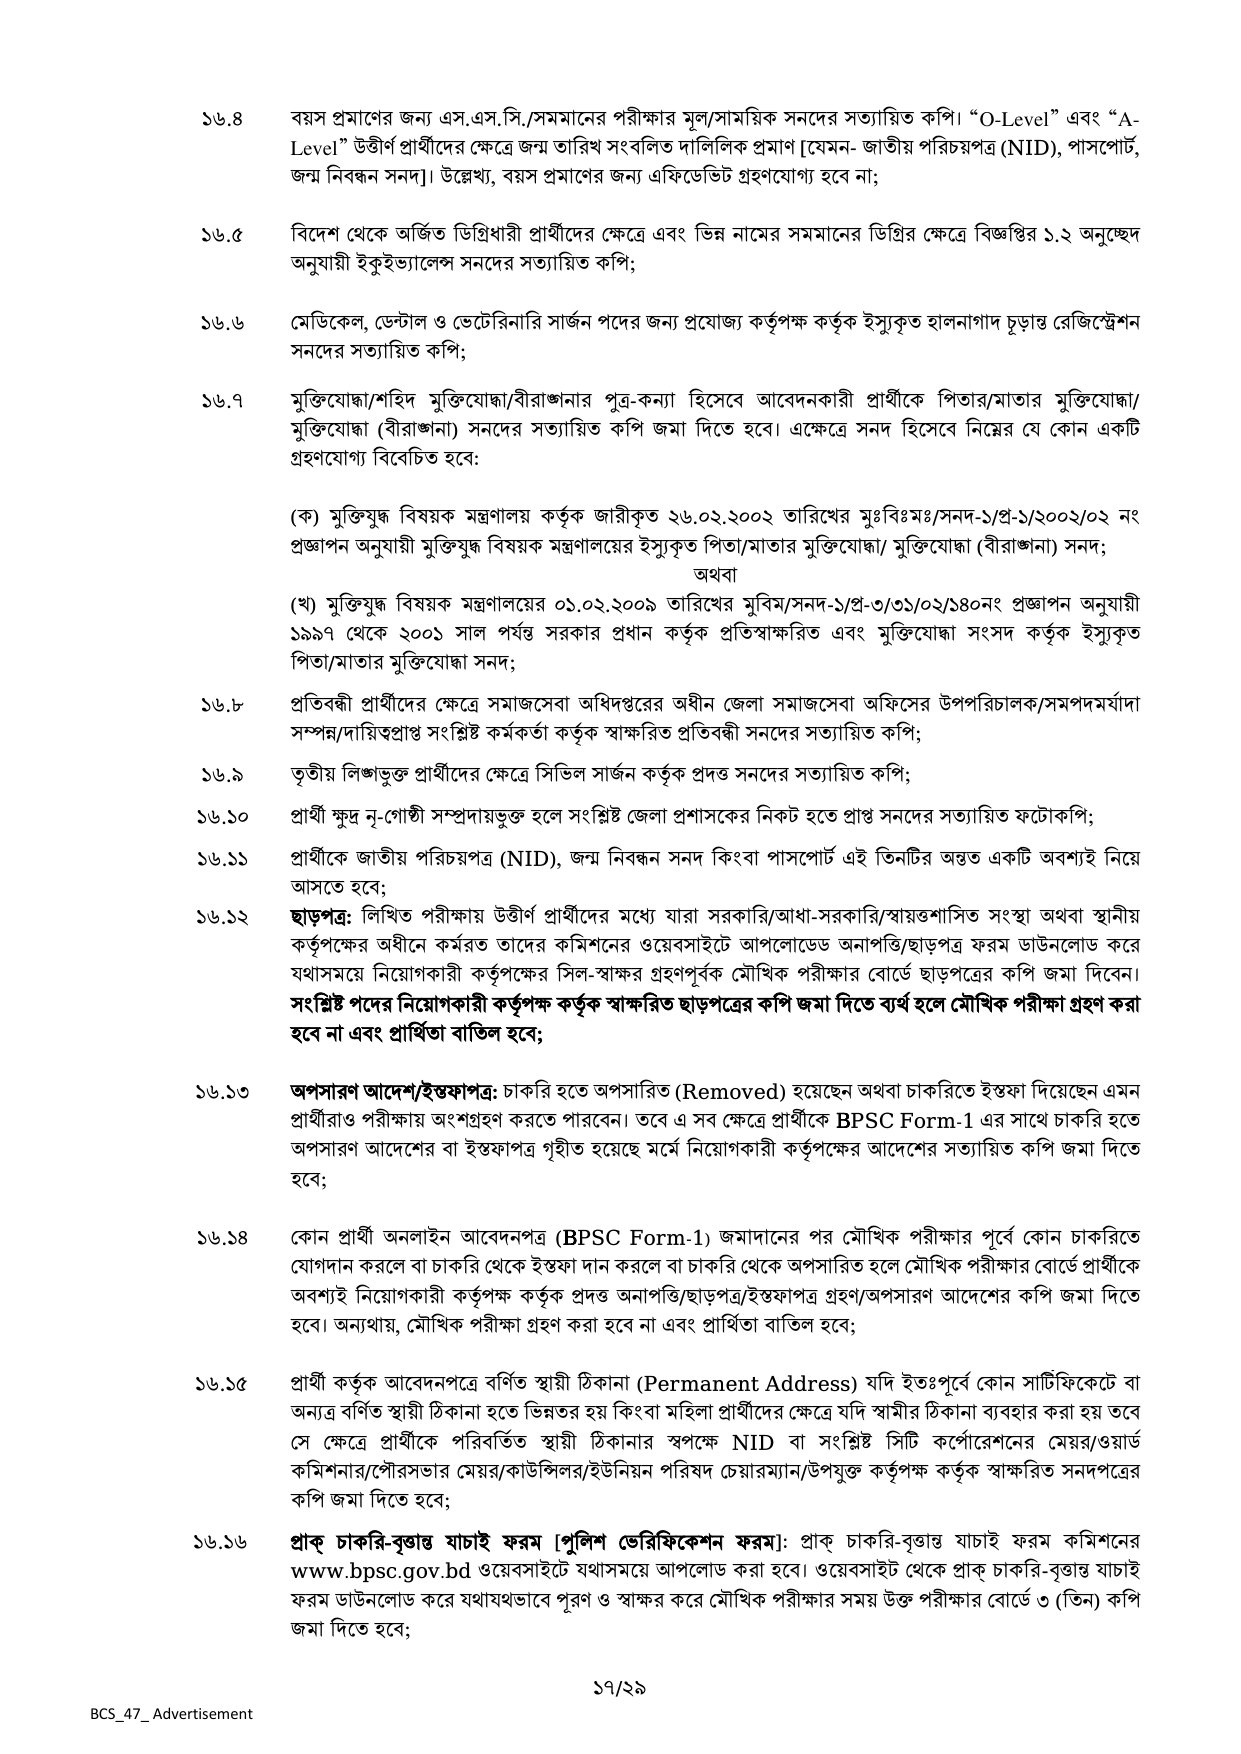 ১৬.৪ বয়স প্রমাণের জন্য এস.এস.সি./সমমানের পরীক্ষার মূল/সাময়িক সনদের সত্যায়িত কপি। “O-Level” এবং “A-
Level” উত্তীর্ণ প্রার্থীদের ক্ষেত্রে জন্ম তারিখ সংবলিত দালিলিক প্রমাণ [যেমন- জাতীয় পরিচয়পত্র (NID), পাসপোর্ট,
জন্ম নিবন্ধন সনদ]। উল্লেখ্য, বয়স প্রমাণের জন্য এফিডেভিট গ্রহণযোগ্য হবে না;
১৬.৫ বিদেশ থেকে অর্জিত ডিগ্রিধারী প্রার্থীদের ক্ষেত্রে এবং ভিন্ন নামের সমমানের ডিগ্রির ক্ষেত্রে বিজ্ঞপ্তির ১.২ অনুচ্ছেদ
অনুযায়ী ইকুইভ্যালেন্স সনদের সত্যায়িত কপি;
১৬.৬ মেডিকেল, ডেন্টাল ও ভেটেরিনারি সার্জন পদের জন্য প্রযোজ্য কর্তৃপক্ষ কর্তৃক ইস্যুকৃত হালনাগাদ চূড়ান্ত রেজিস্ট্রেশন
সনদের সত্যায়িত কপি;
১৬.৭ মুক্তিযোদ্ধা/শহিদ মুক্তিযোদ্ধা/বীরাঙ্গনার পুত্র-কন্যা হিসেবে আবেদনকারী প্রার্থীকে পিতার/মাতার মুক্তিযোদ্ধা/
মুক্তিযোদ্ধা (বীরাঙ্গনা) সনদের সত্যায়িত কপি জমা দিতে হবে। এক্ষেত্রে সনদ হিসেবে নিম্নের যে কোন একটি
গ্রহণযোগ্য বিবেচিত হবে:
(ক) মুক্তিযুদ্ধ বিষয়ক মন্ত্রণালয় কর্তৃক জারীকৃত ২৬.০২.২০০২ তারিখের মুঃবিঃমঃ/সনদ-১/প্র-১/২০০২/০২ নং
প্রজ্ঞাপন অনুযায়ী মুক্তিযুদ্ধ বিষয়ক মন্ত্রণালয়ের ইস্যুকৃত পিতা/মাতার মুক্তিযোদ্ধা/ মুক্তিযোদ্ধা (বীরাঙ্গনা) সনদ;
অথবা
(খ) মুক্তিযুদ্ধ বিষয়ক মন্ত্রণালয়ের ০১.০২.২০০৯ তারিখের মুবিম/সনদ-১/প্র-৩/৩১/০২/১৪০নং প্রজ্ঞাপন অনুযায়ী
১৯৯৭ থেকে ২০০১ সাল পর্যন্ত সরকার প্রধান কর্তৃক প্রতিস্বাক্ষরিত এবং মুক্তিযোদ্ধা সংসদ কর্তৃক ইস্যুকৃত
পিতা/মাতার মুক্তিযোদ্ধা সনদ;
১৬.৮ প্রতিবন্ধী প্রার্থীদের ক্ষেত্রে সমাজসেবা অধিদপ্তরের অধীন জেলা সমাজসেবা অফিসের উপপরিচালক/সমপদমর্যাদা
সম্পন্ন/দায়িত্বপ্রাপ্ত সংশ্লিষ্ট কর্মকর্তা কর্তৃক স্বাক্ষরিত প্রতিবন্ধী সনদের সত্যায়িত কপি;
১৬.৯ তৃতীয় লিঙ্গভুক্ত প্রার্থীদের ক্ষেত্রে সিভিল সার্জন কর্তৃক প্রদত্ত সনদের সত্যায়িত কপি;
১৬.১০ প্রার্থী ক্ষুদ্র নৃ-গোষ্ঠী সম্প্রদায়ভুক্ত হলে সংশ্লিষ্ট জেলা প্রশাসকের নিকট হতে প্রাপ্ত সনদের সত্যায়িত ফটোকপি;
১৬.১১ প্রার্থীকে জাতীয় পরিচয়পত্র (NID), জন্ম নিবন্ধন সনদ কিংবা পাসপোর্ট এই তিনটির অন্তত একটি অবশ্যই নিয়ে
আসতে হবে;
১৬.১২ ছাড়পত্র: লিখিত পরীক্ষায় উত্তীর্ণ প্রার্থীদের মধ্যে যারা সরকারি/আধা-সরকারি/স্বায়ত্তশাসিত সংস্থা অথবা স্থানীয়
কর্তৃপক্ষের অধীনে কর্মরত তাদের কমিশনের ওয়েবসাইটে আপলোডেড অনাপত্তি/ছাড়পত্র ফরম ডাউনলোড করে
যথাসময়ে নিয়োগকারী কর্তৃপক্ষের সিল-স্বাক্ষর গ্রহণপূর্বক মৌখিক পরীক্ষার বোর্ডে ছাড়পত্রের কপি জমা দিবেন।
সংশ্লিষ্ট পদের নিয়োগকারী কর্তৃপক্ষ কর্তৃক স্বাক্ষরিত ছাড়পত্রের কপি জমা দিতে ব্যর্থ হলে মৌখিক পরীক্ষা গ্রহণ করা
হবে না এবং প্রার্থিতা বাতিল হবে;
১৬.১৩ অপসারণ আদেশ/ইস্তফাপত্র: চাকরি হতে অপসারিত (Removed) হয়েছেন অথবা চাকরিতে ইস্তফা দিয়েছেন এমন
প্রার্থীরাও পরীক্ষায় অংশগ্রহণ করতে পারবেন। তবে এ সব ক্ষেত্রে প্রার্থীকে BPSC Form-1 এর সাথে চাকরি হতে
অপসারণ আদেশের বা ইস্তফাপত্র গৃহীত হয়েছে মর্মে নিয়োগকারী কর্তৃপক্ষের আদেশের সত্যায়িত কপি জমা দিতে
হবে;
১৬.১৪ কোন প্রার্থী অনলাইন আবেদনপত্র (BPSC Form-1) জমাদানের পর মৌখিক পরীক্ষার পূর্বে কোন চাকরিতে
যোগদান করলে বা চাকরি থেকে ইস্তফা দান করলে বা চাকরি থেকে অপসারিত হলে মৌখিক পরীক্ষার বোর্ডে প্রার্থীকে
অবশ্যই নিয়োগকারী কর্তৃপক্ষ কর্তৃক প্রদত্ত অনাপত্তি/ছাড়পত্র/ইস্তফাপত্র গ্রহণ/অপসারণ আদেশের কপি জমা দিতে
হবে। অন্যথায়, মৌখিক পরীক্ষা গ্রহণ করা হবে না এবং প্রার্থিতা বাতিল হবে;
১৬.১৫ প্রার্থী কর্তৃক আবেদনপত্রে বর্ণিত স্থায়ী ঠিকানা (Permanent Address) যদি ইতঃপূর্বে কোন সার্টিফিকেটে বা
অন্যত্র বর্ণিত স্থায়ী ঠিকানা হতে ভিন্নতর হয় কিংবা মহিলা প্রার্থীদের ক্ষেত্রে যদি স্বামীর ঠিকানা ব্যবহার করা হয় তবে
সে ক্ষেত্রে প্রার্থীকে পরিবর্তিত স্থায়ী ঠিকানার স্বপক্ষে NID বা সংশ্লিষ্ট সিটি কর্পোরেশনের মেয়র/ওয়ার্ড
কমিশনার/পৌরসভার মেয়র/কাউন্সিলর/ইউনিয়ন পরিষদ চেয়ারম্যান/উপযুক্ত কর্তৃপক্ষ কর্তৃক স্বাক্ষরিত সনদপত্রের
কপি জমা দিতে হবে;
১৬.১৬ প্রাক্ চাকরি-বৃত্তান্ত যাচাই ফরম [পুলিশ ভেরিফিকেশন ফরম]: প্রাক্ চাকরি-বৃত্তান্ত যাচাই ফরম কমিশনের
www.bpsc.gov.bd ওয়েবসাইটে যথাসময়ে আপলোড করা হবে। ওয়েবসাইট থেকে প্রাক্ চাকরি-বৃত্তান্ত যাচাই
ফরম ডাউনলোড করে যথাযথভাবে পূরণ ও স্বাক্ষর করে মৌখিক পরীক্ষার সময় উক্ত পরীক্ষার বোর্ডে ৩ (তিন) কপি
জমা দিতে হবে;
১৭/২৯
BCS_47_ Advertisement